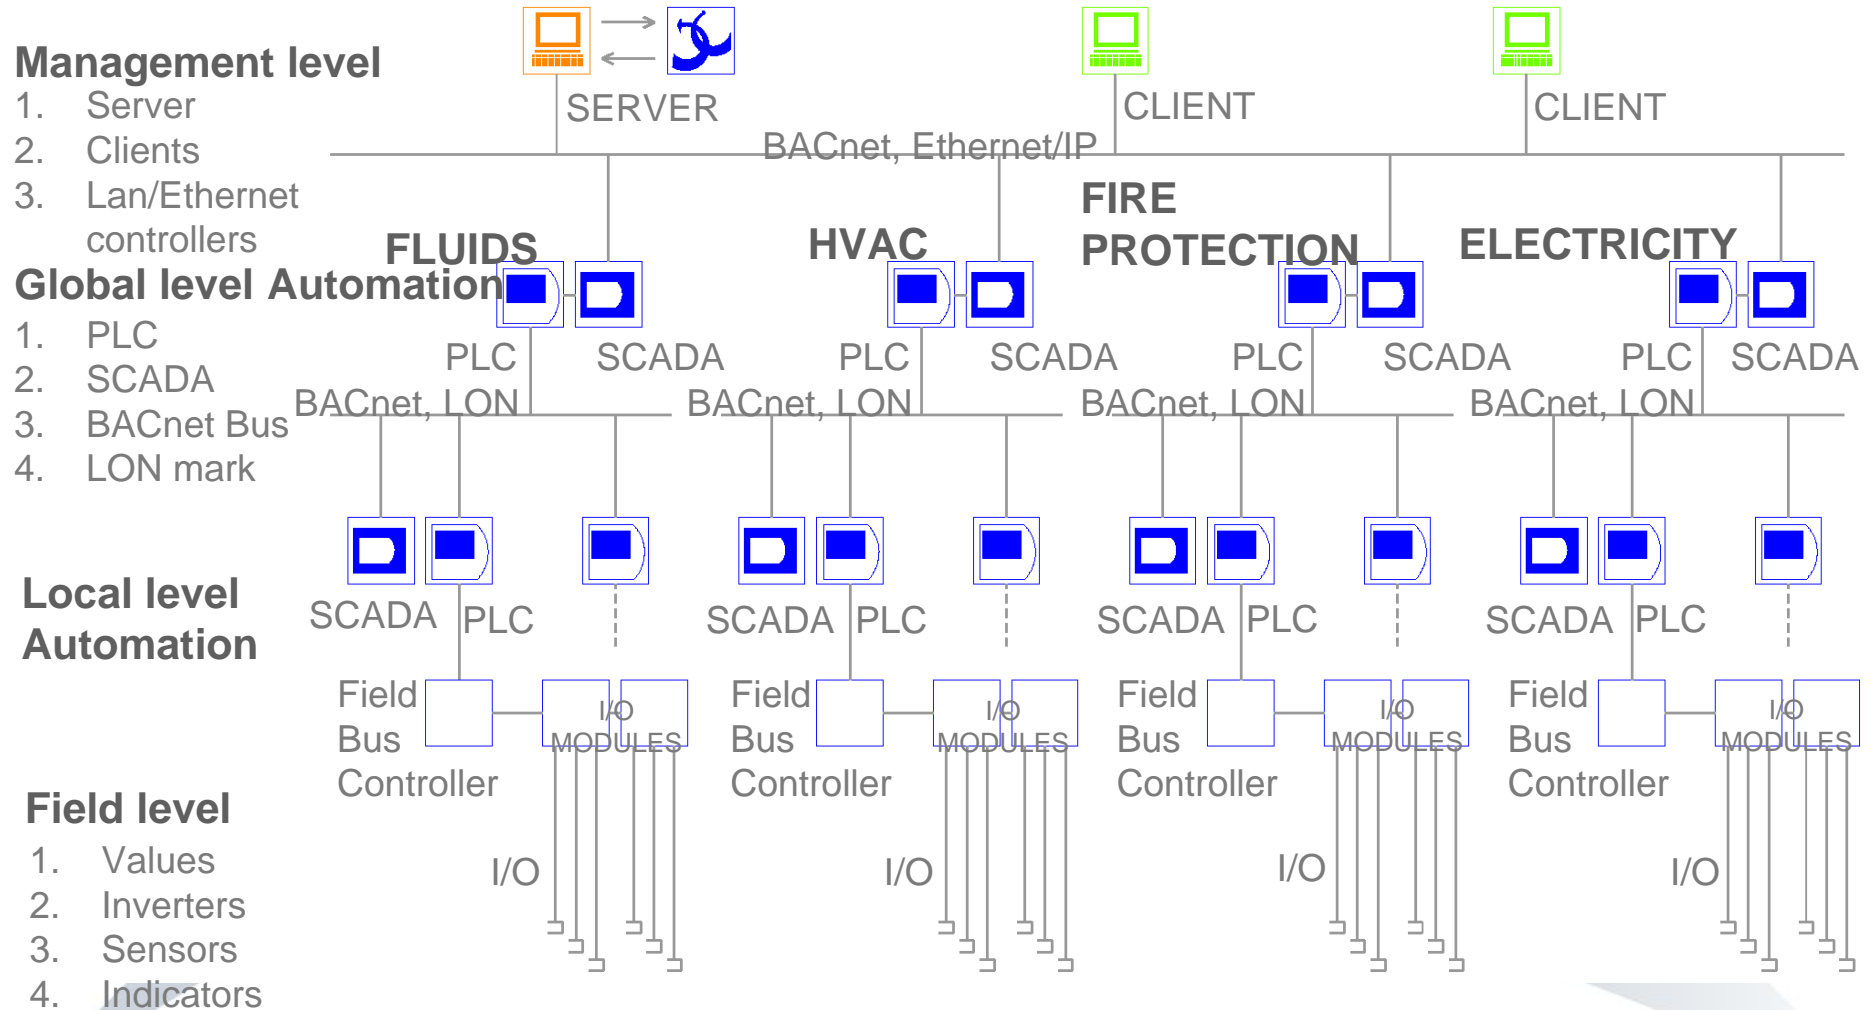 Management level
1. Server
2. Clients
3. Lan/Ethernet
controllers
SERVER
CLIENT
CLIENT
BACnet, Ethernet/IP
FLUIDS
HVAC
FIRE
PROTECTION
ELECTRICITY
Global level Automation
1. PLC
2. SCADA
3. BACnet Bus
4. LON mark
PLC SCADA
PLC SCADA
PLC SCADA
PLC SCADA
BACnet, LON
BACnet, LON
BACnet, LON
BACnet, LON
Local level
Automation
SCADA PLC
SCADA PLC
SCADA PLC
SCADA PLC
Field
Bus
Controller
I/O
MODULES
Field
Bus
Controller
I/O
MODULES
Field
Bus
Controller
I/O
MODULES
Field
Bus
Controller
I/O
MODULES
Field level
1. Values
2. Inverters
3. Sensors
4. Indicators
I/O
I/O
I/O
I/O